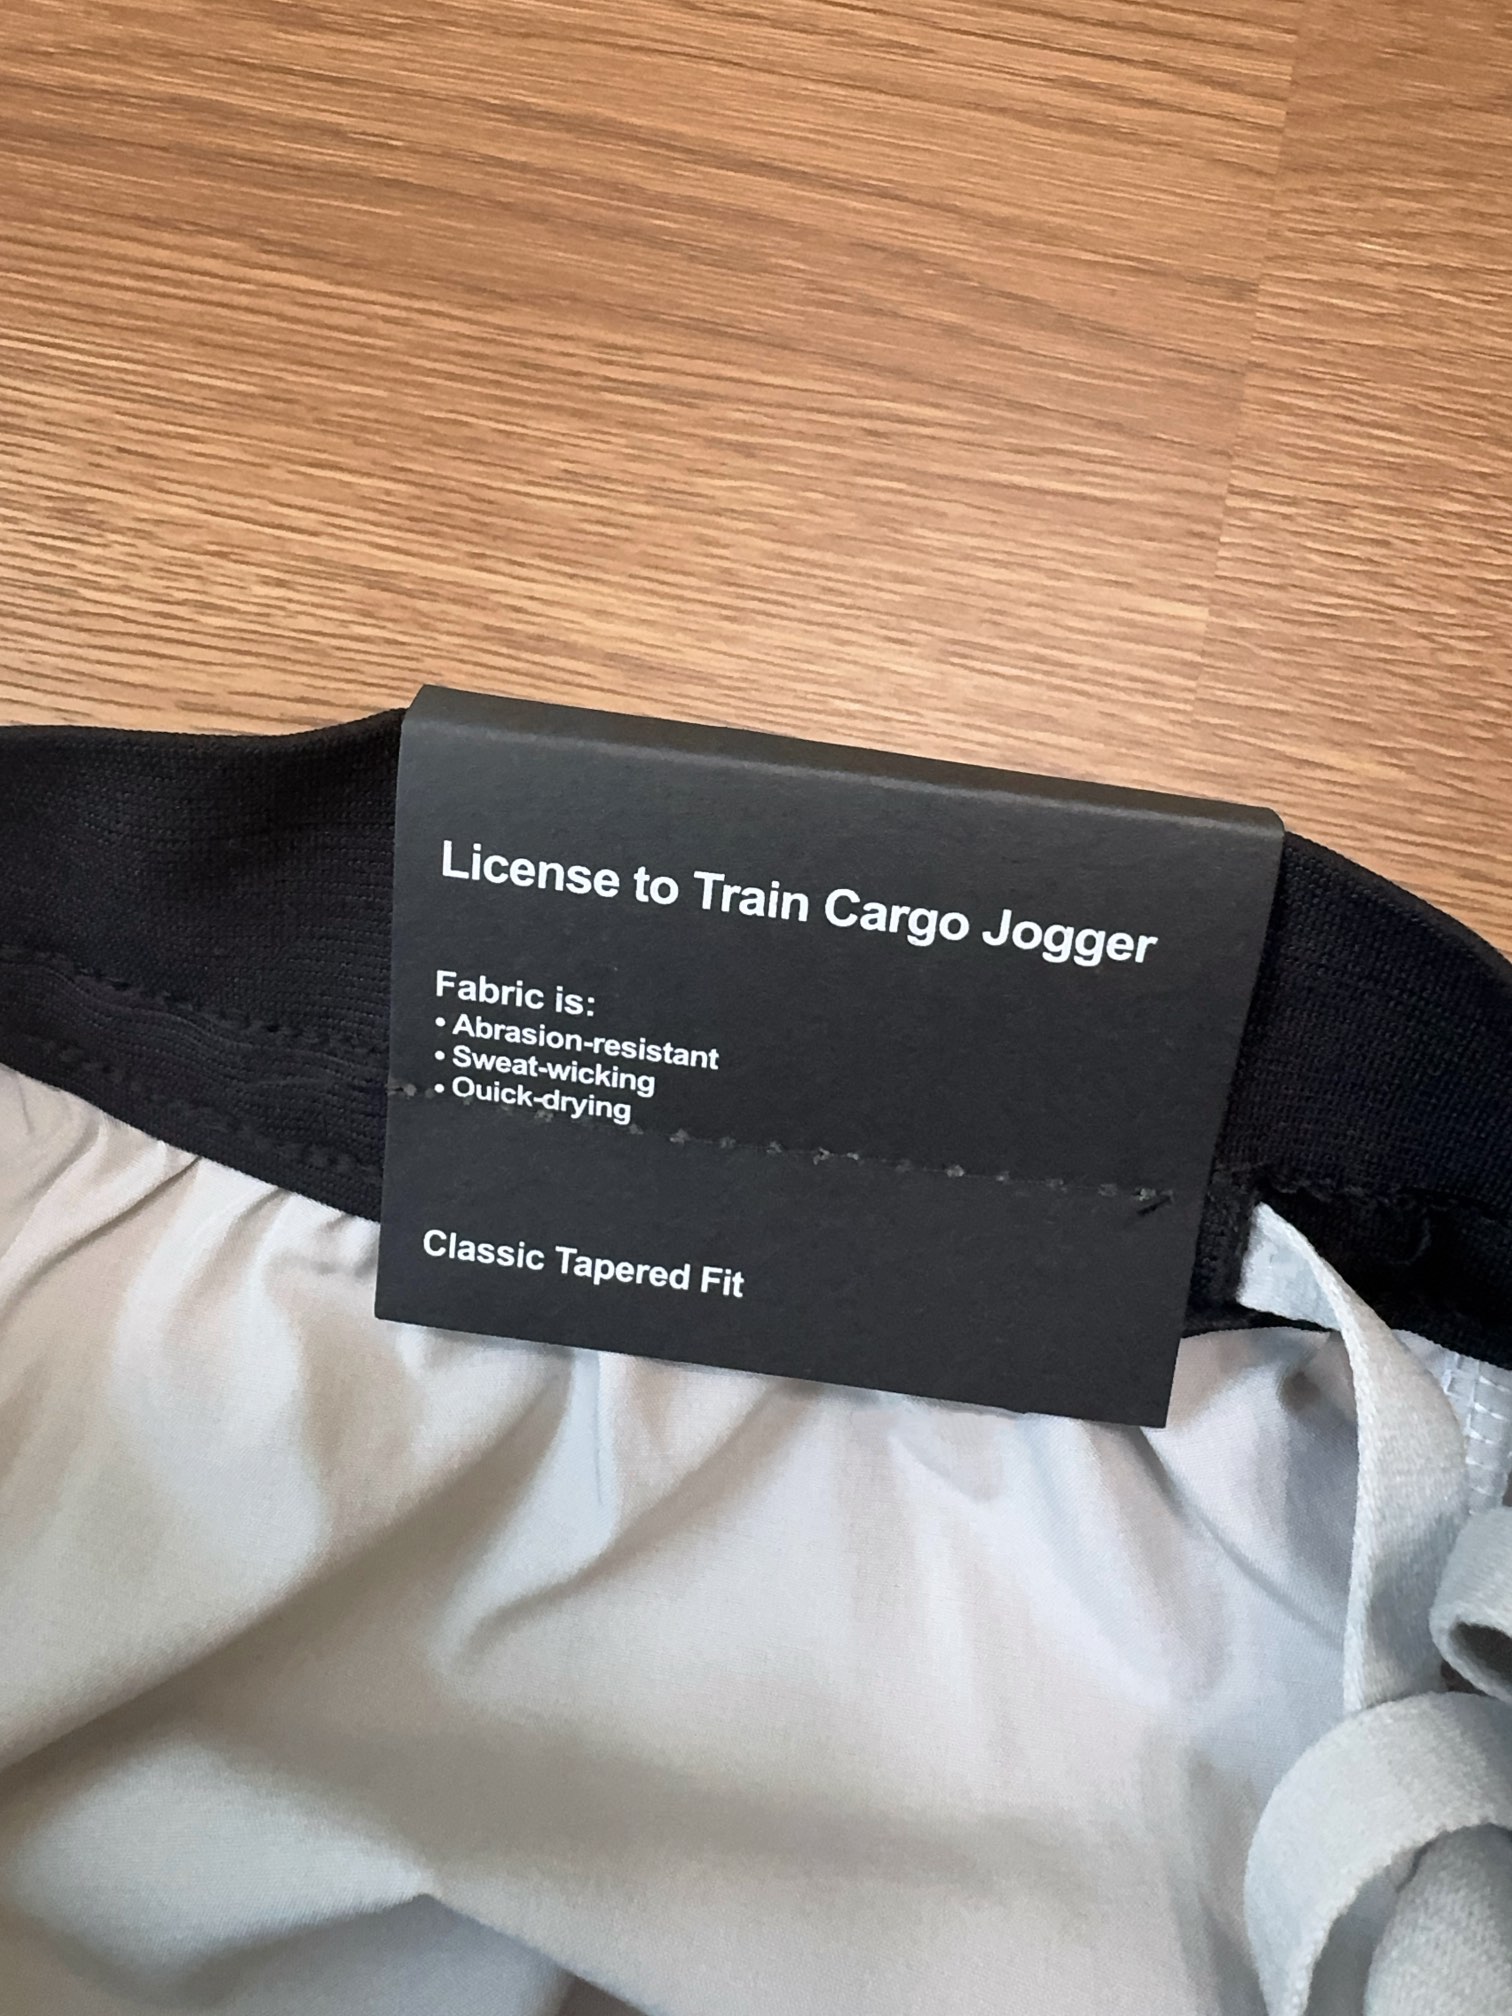 License to Train Cargo Jogger
Fabric is:
• Abrasion-resistant
• Sweat-wicking
• Quick-drying
Classic Tapered Fit